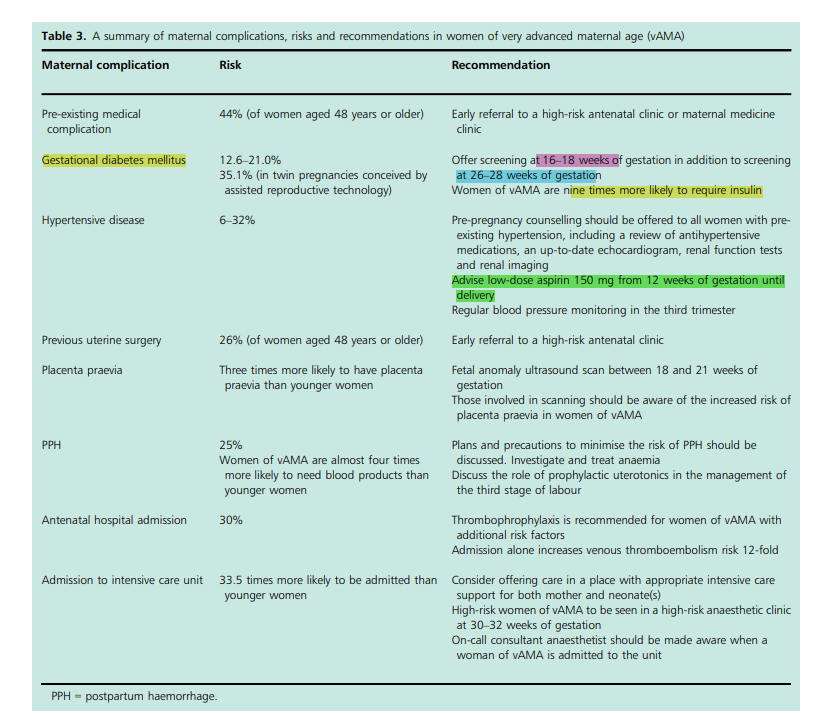 Table 3. A summary of maternal complications, risks and recommendations in women of very advanced maternal age (vAMA)
Maternal complication Risk Recommendation
Pre-existing medical complication
44% (of women aged 48 years or older)
Early referral to a high-risk antenatal clinic or maternal medicine
clinic
Gestational diabetes mellitus
12.6–21.0%
35.1% (in twin pregnancies conceived by
assisted reproductive technology)
Offer screening at 16–18 weeks of gestation in addition to screening
at 26–28 weeks of gestation
Women of vAMA are nine times more likely to require insulin
Hypertensive disease
6–32%
Pre-pregnancy counselling should be offered to all women with pre-
existing hypertension, including a review of antihypertensive
medications, an up-to-date echocardiogram, renal function tests
and renal imaging
Advise low-dose aspirin 150 mg from 12 weeks of gestation until
delivery
Regular blood pressure monitoring in the third trimester
Previous uterine surgery
26% (of women aged 48 years or older)
Early referral to a high-risk antenatal clinic
Placenta praevia
Three times more likely to have placenta
praevia than younger women
Fetal anomaly ultrasound scan between 18 and 21 weeks of
gestation
Those involved in scanning should be aware of the increased risk of
placenta praevia in women of vAMA
PPH
25%
Women of vAMA are almost four times
more likely to need blood products than
younger women
Plans and precautions to minimise the risk of PPH should be
discussed. Investigate and treat anaemia
Discuss the role of prophylactic uterotonics in the management of
the third stage of labour
Antenatal hospital admission
30%
Thrombophrophylaxis is recommended for women of vAMA with
additional risk factors
Admission alone increases venous thromboembolism risk 12-fold
Admission to intensive care unit
33.5 times more likely to be admitted than
younger women
Consider offering care in a place with appropriate intensive care
support for both mother and neonate(s)
High-risk women of vAMA to be seen in a high-risk anaesthetic clinic
at 30–32 weeks of gestation
On-call consultant anaesthetist should be made aware when a
woman of vAMA is admitted to the unit
PPH = postpartum haemorrhage.